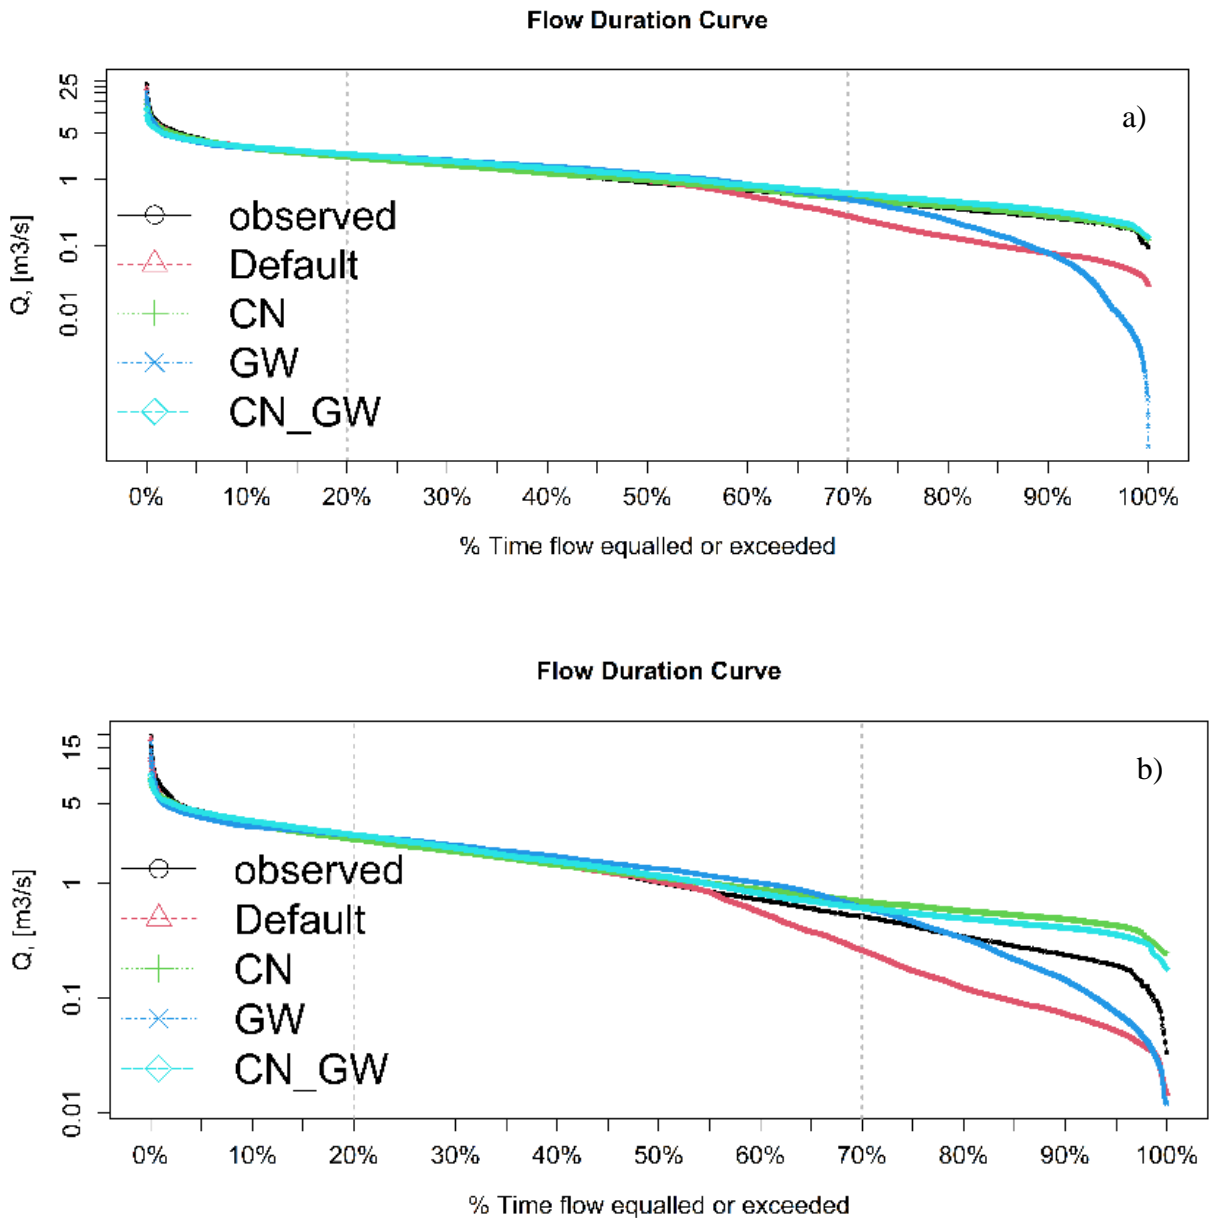 Flow Duration Curve
a)
25
5
1
0.1
0.01
Q, [m3/s]
observed
Default
CN
GW
CN_GW
0% 10% 20% 30% 40% 50% 60% 70% 80% 90% 100%
% Time flow equalled or exceeded
Flow Duration Curve
b)
15
5
1
0.1
0.01
Q, [m3/s]
observed
Default
CN
GW
CN_GW
0% 10% 20% 30% 40% 50% 60% 70% 80% 90% 100%
% Time flow equalled or exceeded